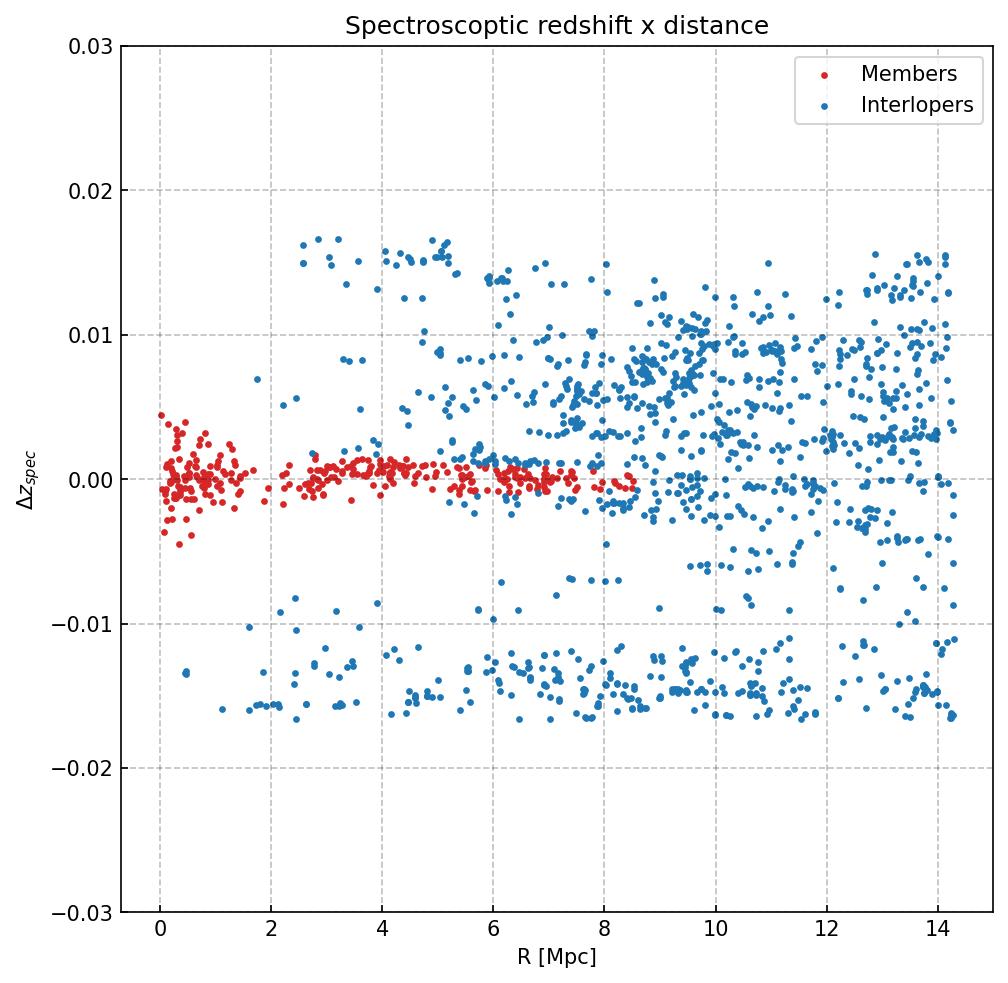 Spectroscoptic redshift x distance
Members
Interlopers
0.03
0.02
0.01
0.00
−0.01
−0.02
−0.03
Δz_spec
0 2 4 6 8 10 12 14
R [Mpc]